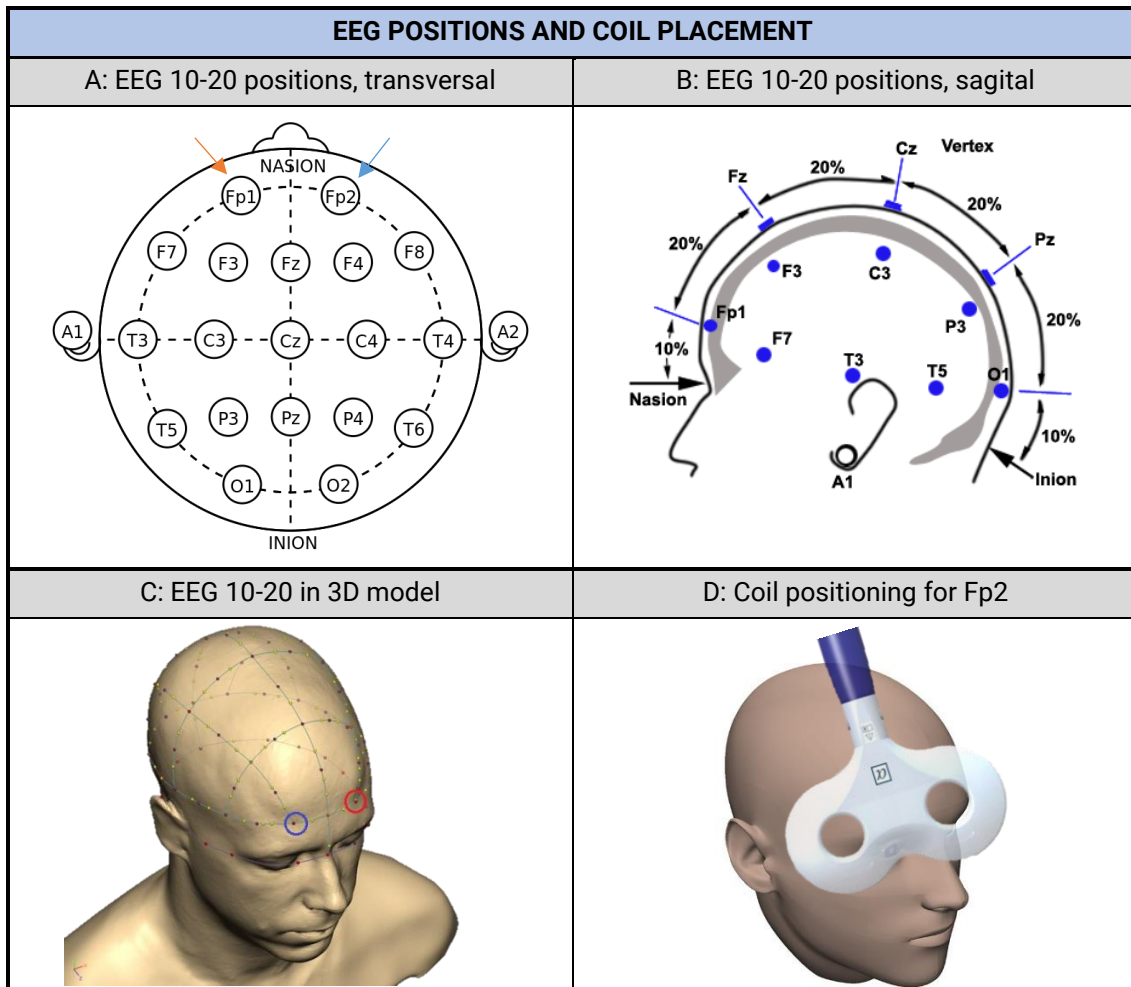 EEG POSITIONS AND COIL PLACEMENT
A: EEG 10-20 positions, transversal
B: EEG 10-20 positions, sagital
NASION
Fp1
Fp2
F7
F3
Fz
F4
F8
A1
T3
C3
Cz
C4
T4
A2
T5
P3
Pz
P4
T6
O1
O2
INION
Cz
Vertex
20%
Fz
20%
20%
Pz
F3
C3
Fp1
P3
20%
10%
F7
T3
T5
O1
Nasion
10%
A1
Inion
C: EEG 10-20 in 3D model
D: Coil positioning for Fp2